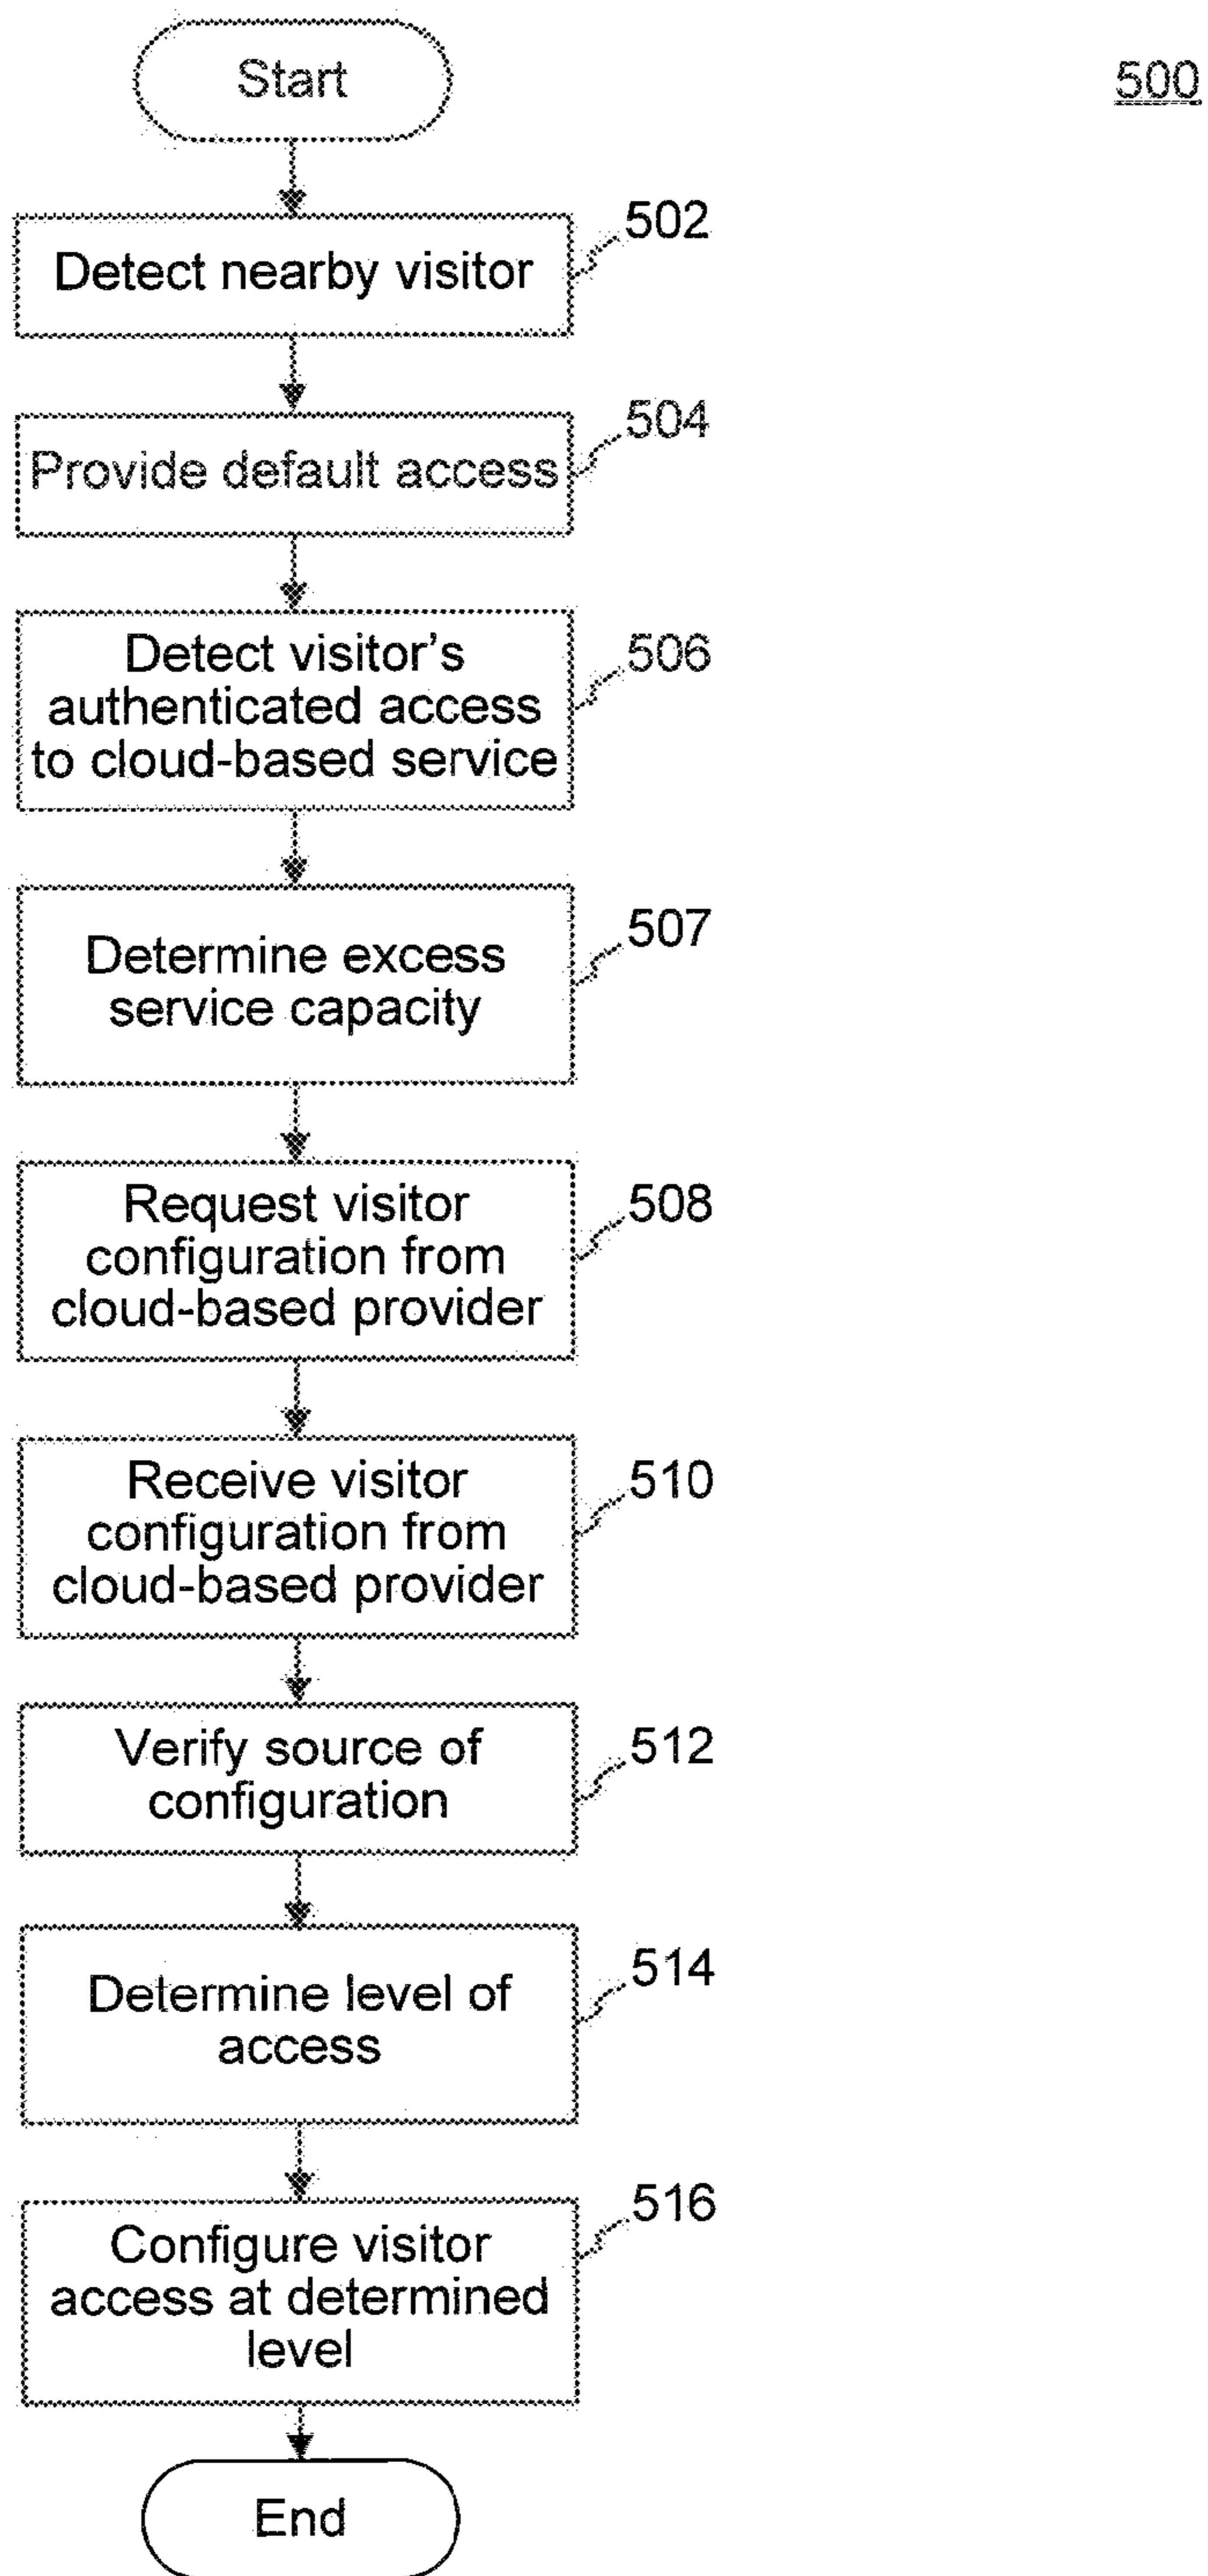 Start
500
Detect nearby visitor
502
Provide default access
504
Detect visitor's
authenticated access
to cloud-based service
506
Determine excess
service capacity
507
Request visitor
configuration from
cloud-based provider
508
Receive visitor
configuration from
cloud-based provider
510
Verify source of
configuration
512
Determine level of
access
514
Configure visitor
access at determined
level
516
End